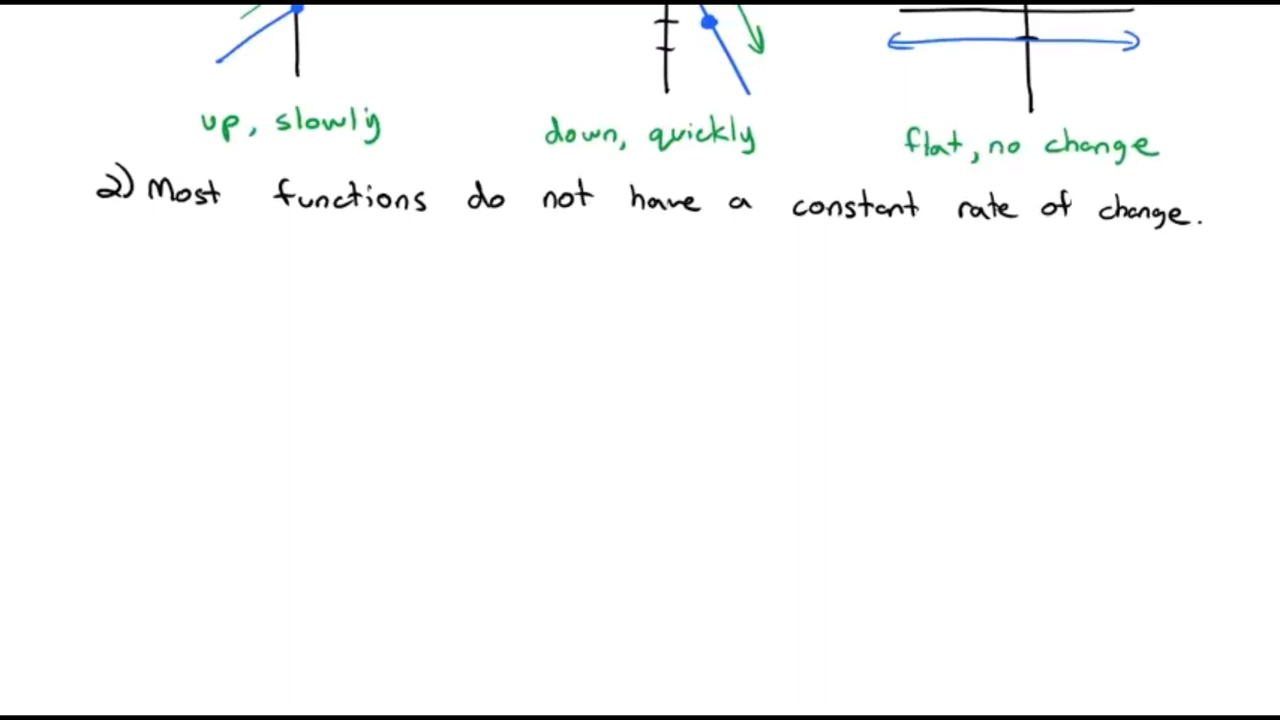 up, slowly
down, quickly
flat, no change
2) Most functions do not have a constant rate of change.